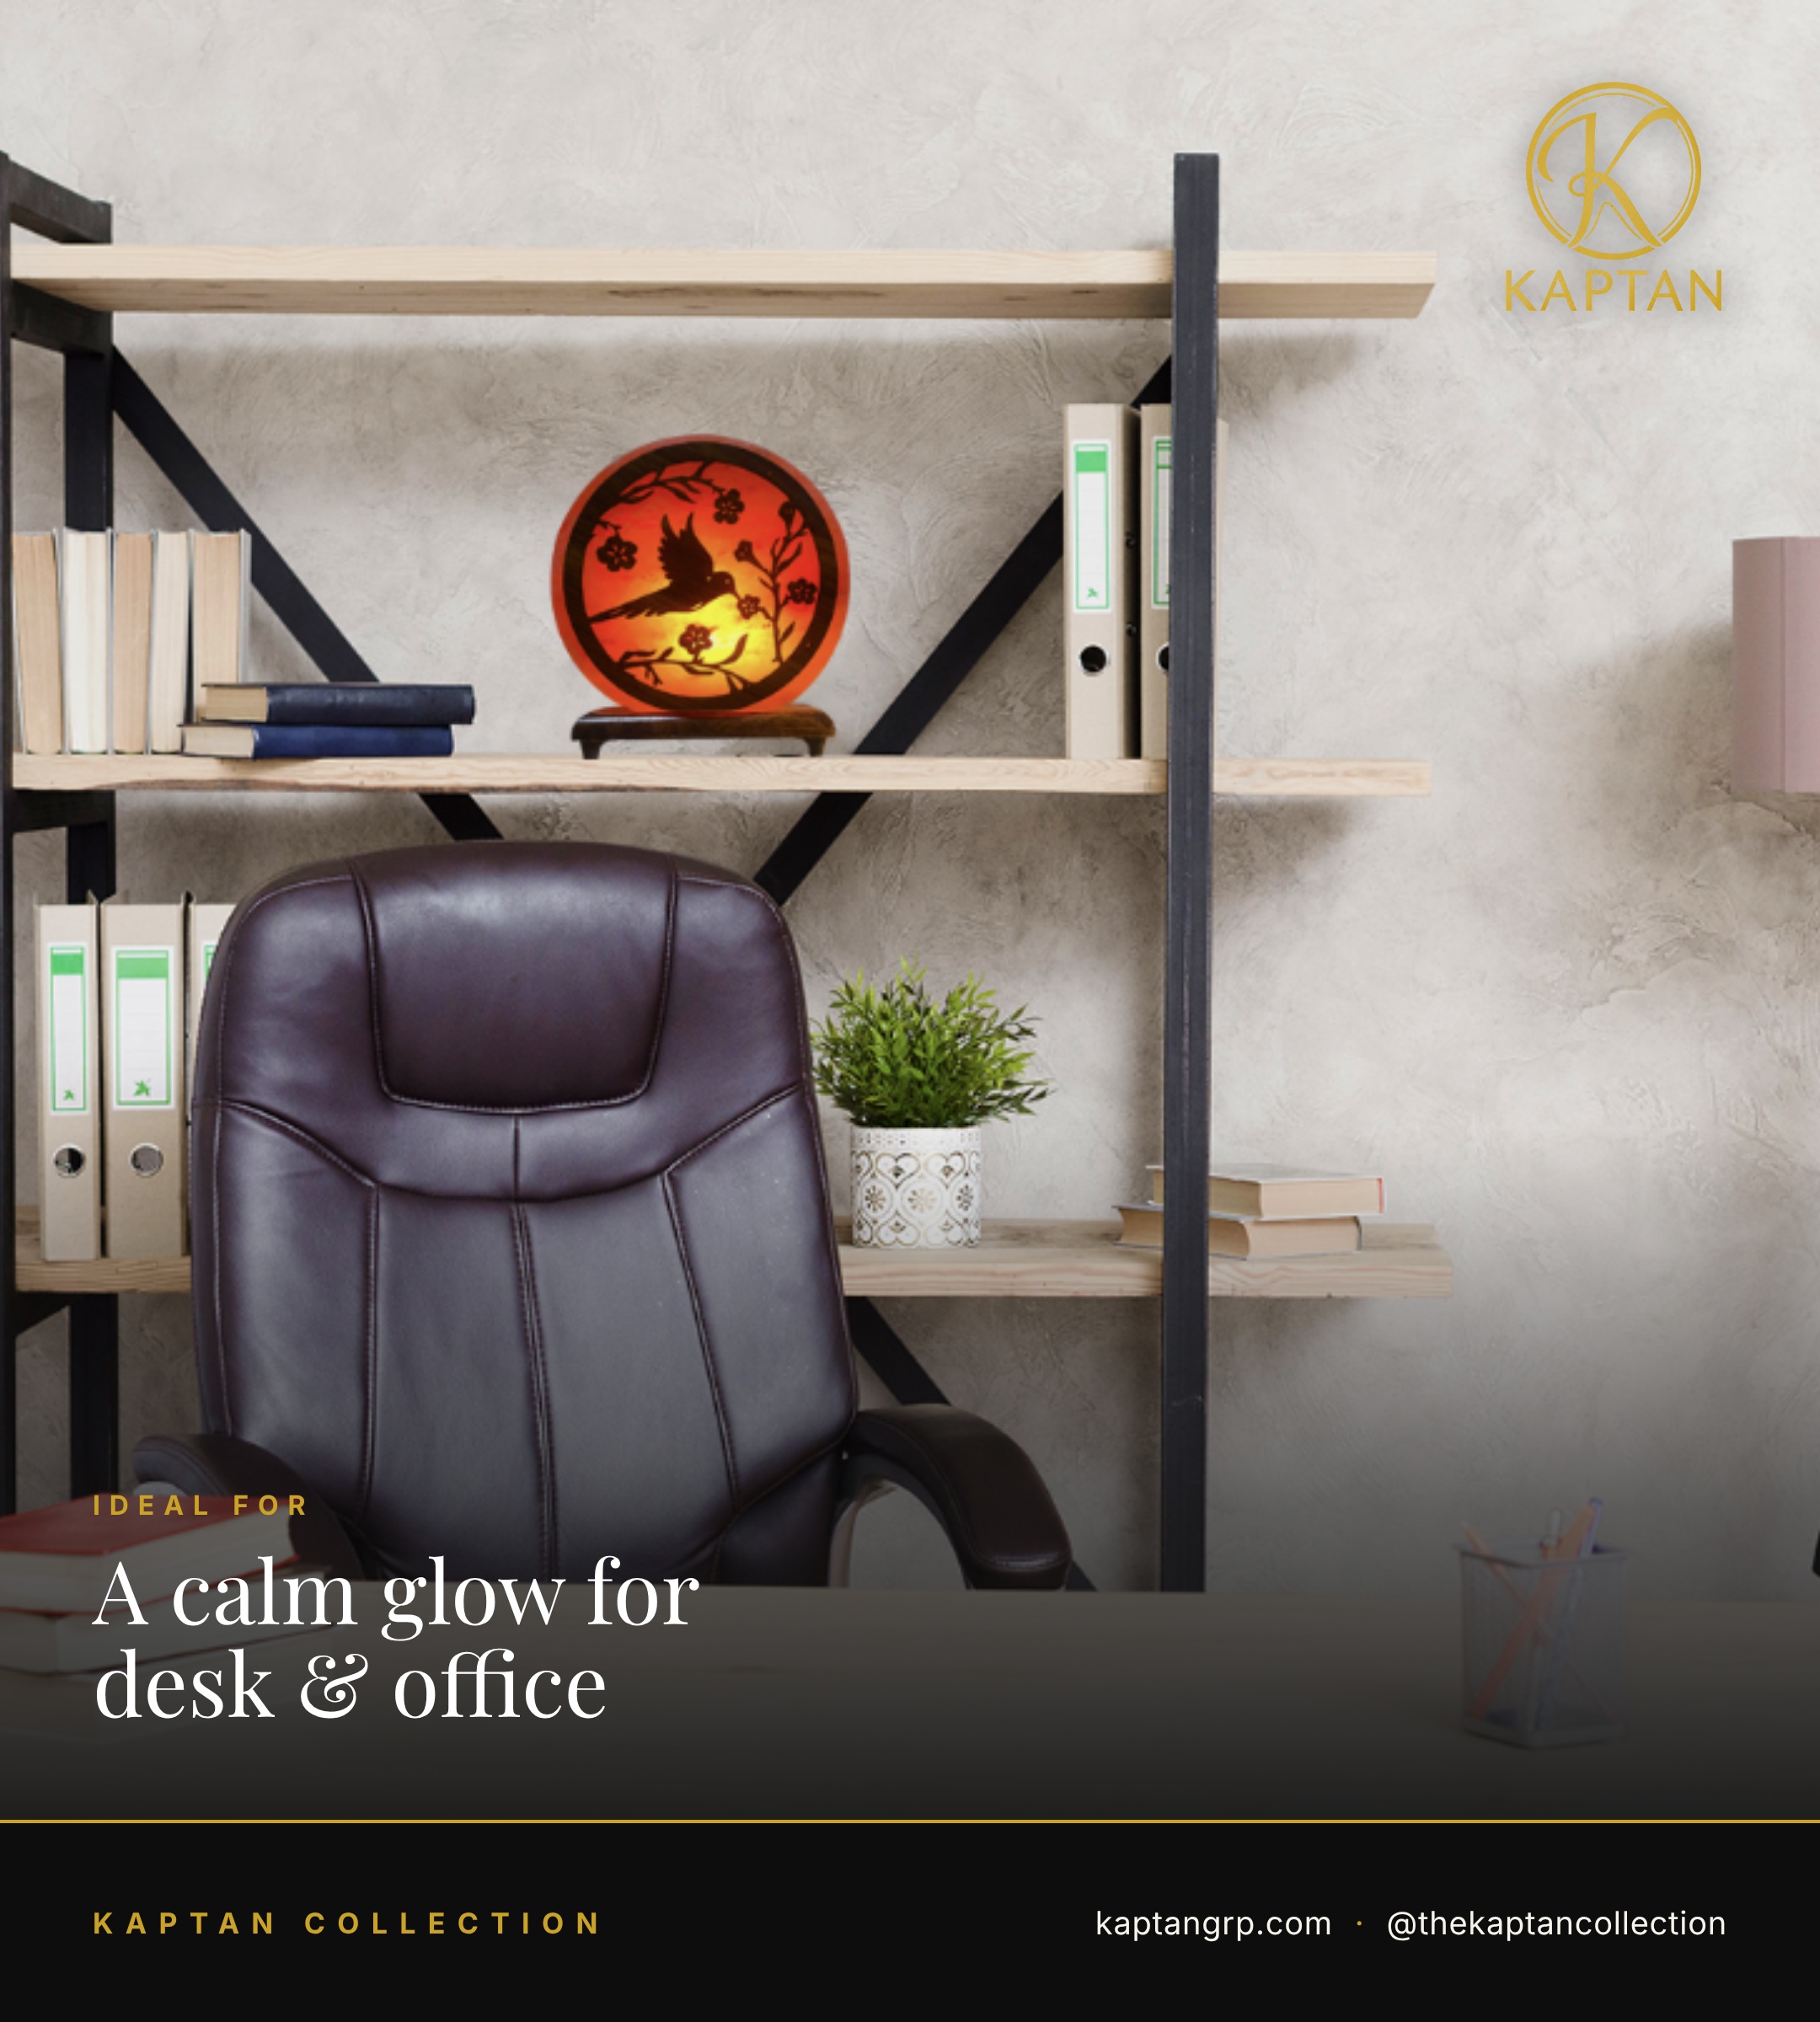 KAPTAN
IDEAL FOR
A calm glow for
desk & office
KAPTAN COLLECTION
kaptangrp.com · @thekaptancollection